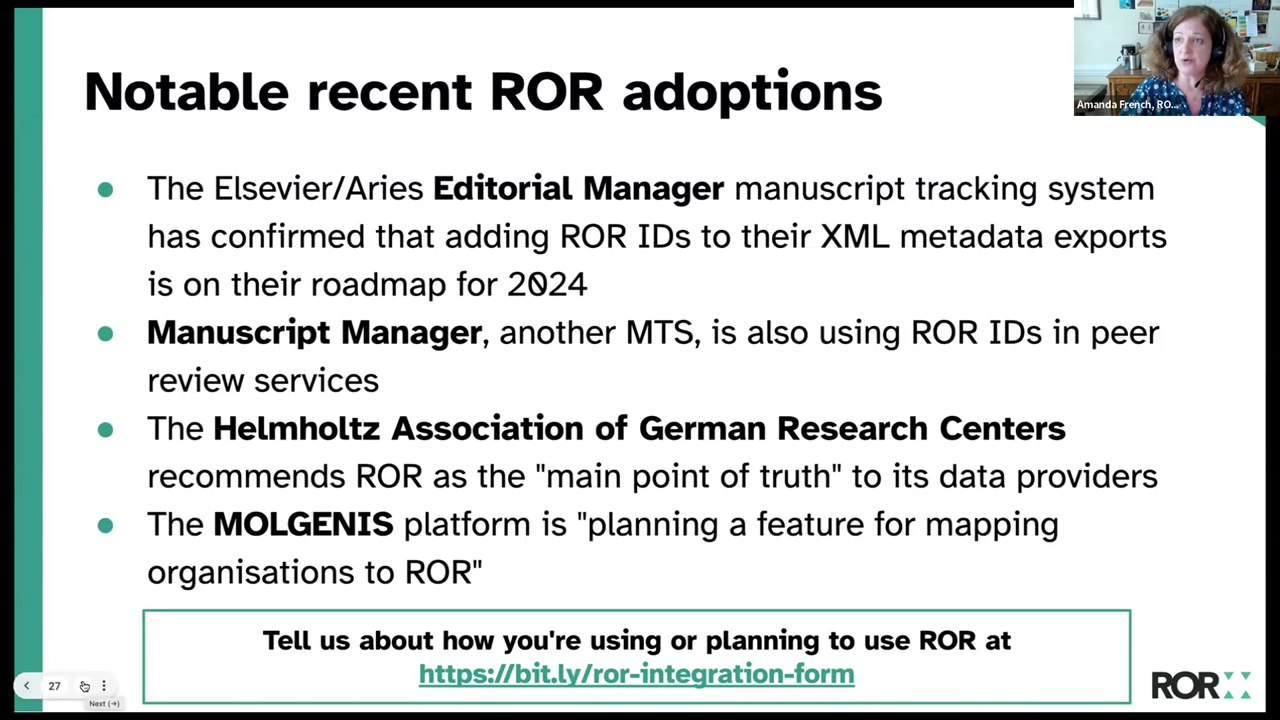 Notable recent ROR adoptions
Amanda French, RO...
● The Elsevier/Aries Editorial Manager manuscript tracking system
has confirmed that adding ROR IDs to their XML metadata exports
is on their roadmap for 2024
● Manuscript Manager, another MTS, is also using ROR IDs in peer
review services
● The Helmholtz Association of German Research Centers
recommends ROR as the "main point of truth" to its data providers
● The MOLGENIS platform is "planning a feature for mapping
organisations to ROR"
Tell us about how you're using or planning to use ROR at
https://bit.ly/ror-integration-form
27
Next (→)
ROR